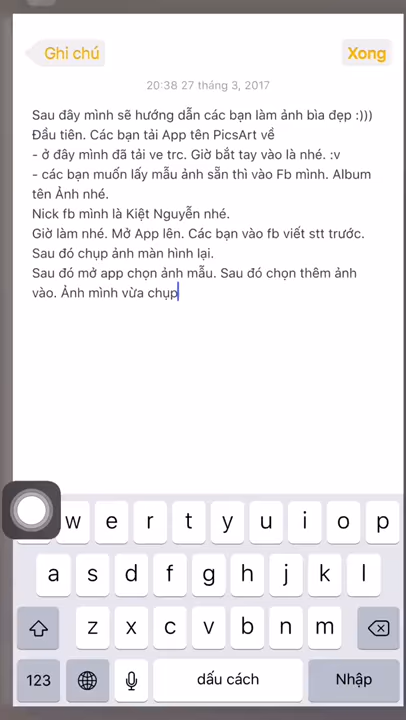 Ghi chú
Xong
20:38 27 tháng 3, 2017
Sau đây mình sẽ hướng dẫn các bạn làm ảnh bìa đẹp :)))
Đầu tiên. Các bạn tải App tên PicsArt về
- ở đây mình đã tải ve trc. Giờ bắt tay vào là nhé. :v
- các bạn muốn lấy mẫu ảnh sẵn thì vào Fb mình. Album
tên Ảnh nhé.
Nick fb mình là Kiệt Nguyễn nhé.
Giờ làm nhé. Mở App lên. Các bạn vào fb viết stt trước.
Sau đó chụp ảnh màn hình lại.
Sau đó mở app chọn ảnh mẫu. Sau đó chọn thêm ảnh
vào. Ảnh mình vừa chụp
w e r t y u i o p
a s d f g h j k l
z x c v b n m
123 dấu cách Nhập